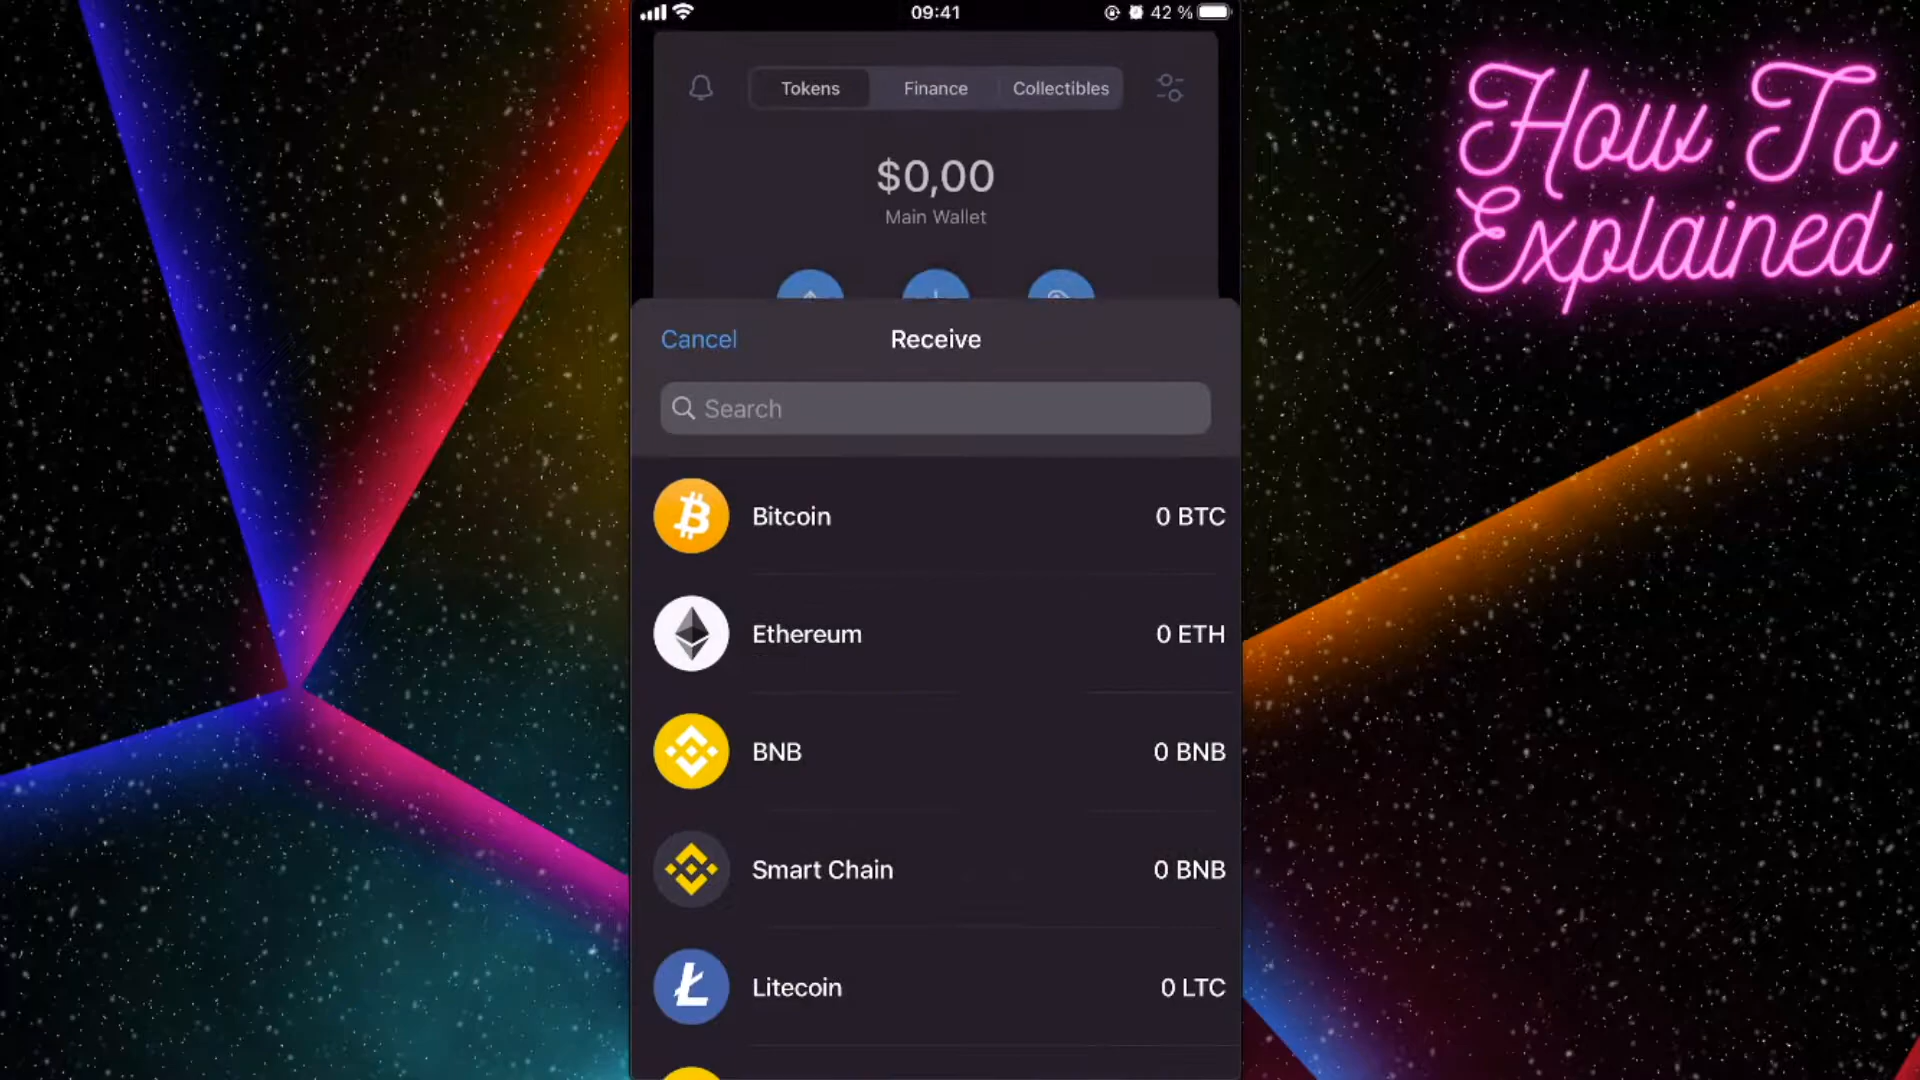 09:41
42 %
Tokens
Finance
Collectibles
$0,00
Main Wallet
Cancel
Receive
Search
Bitcoin
0 BTC
Ethereum
0 ETH
BNB
0 BNB
Smart Chain
0 BNB
Litecoin
0 LTC
How To
Explained